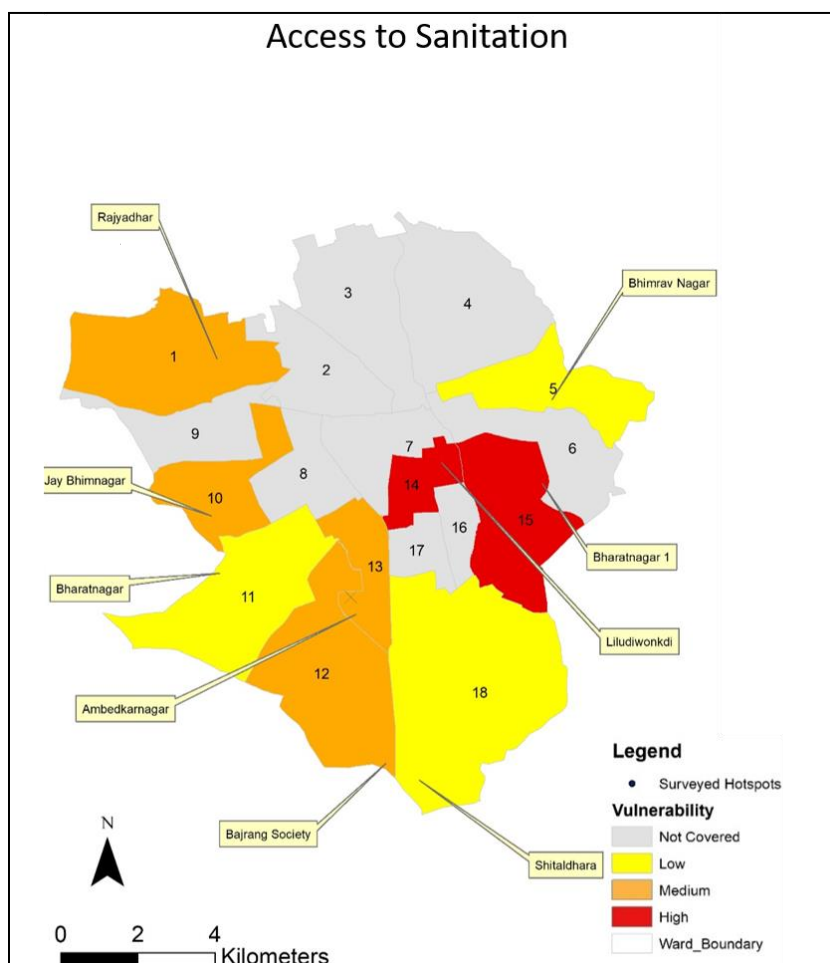 Access to Sanitation
Rajyadhar
3
4
Bhimrav Nagar
1
2
5
9
7
6
8
14
Jay Bhimnagar
10
15
16
17
13
Bharatnagar 1
Bharatnagar
11
Liludiwonkdi
12
18
Ambedkarnagar
Bajrang Society
Shitaldhara
N
0 2 4
Kilometers
Legend
Surveyed Hotspots
Vulnerability
Not Covered
Low
Medium
High
Ward_Boundary